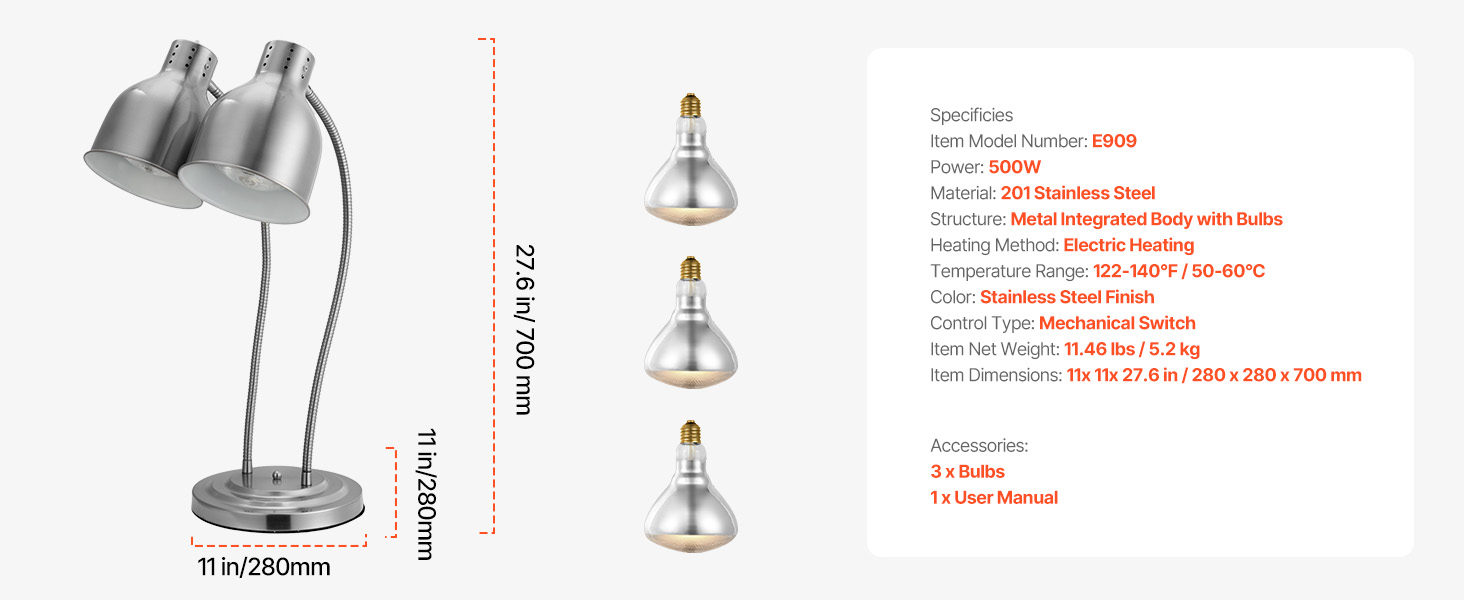 27.6 in/ 700 mm
11 in/280mm
11 in/280mm
Specificies
Item Model Number: E909
Power: 500W
Material: 201 Stainless Steel
Structure: Metal Integrated Body with Bulbs
Heating Method: Electric Heating
Temperature Range: 122-140°F / 50-60°C
Color: Stainless Steel Finish
Control Type: Mechanical Switch
Item Net Weight: 11.46 lbs / 5.2 kg
Item Dimensions: 11x 11x 27.6 in / 280 x 280 x 700 mm
Accessories:
3 x Bulbs
1 x User Manual